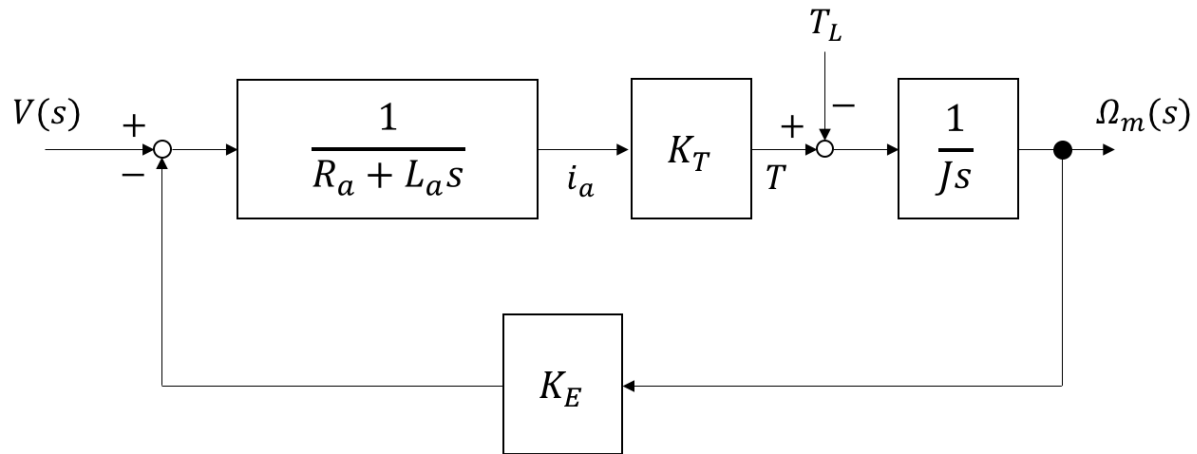 T_L
V(s)
+
−
1
R_a + L_a s
i_a
K_T
+
T
−
1
Js
Ω_m(s)
K_E